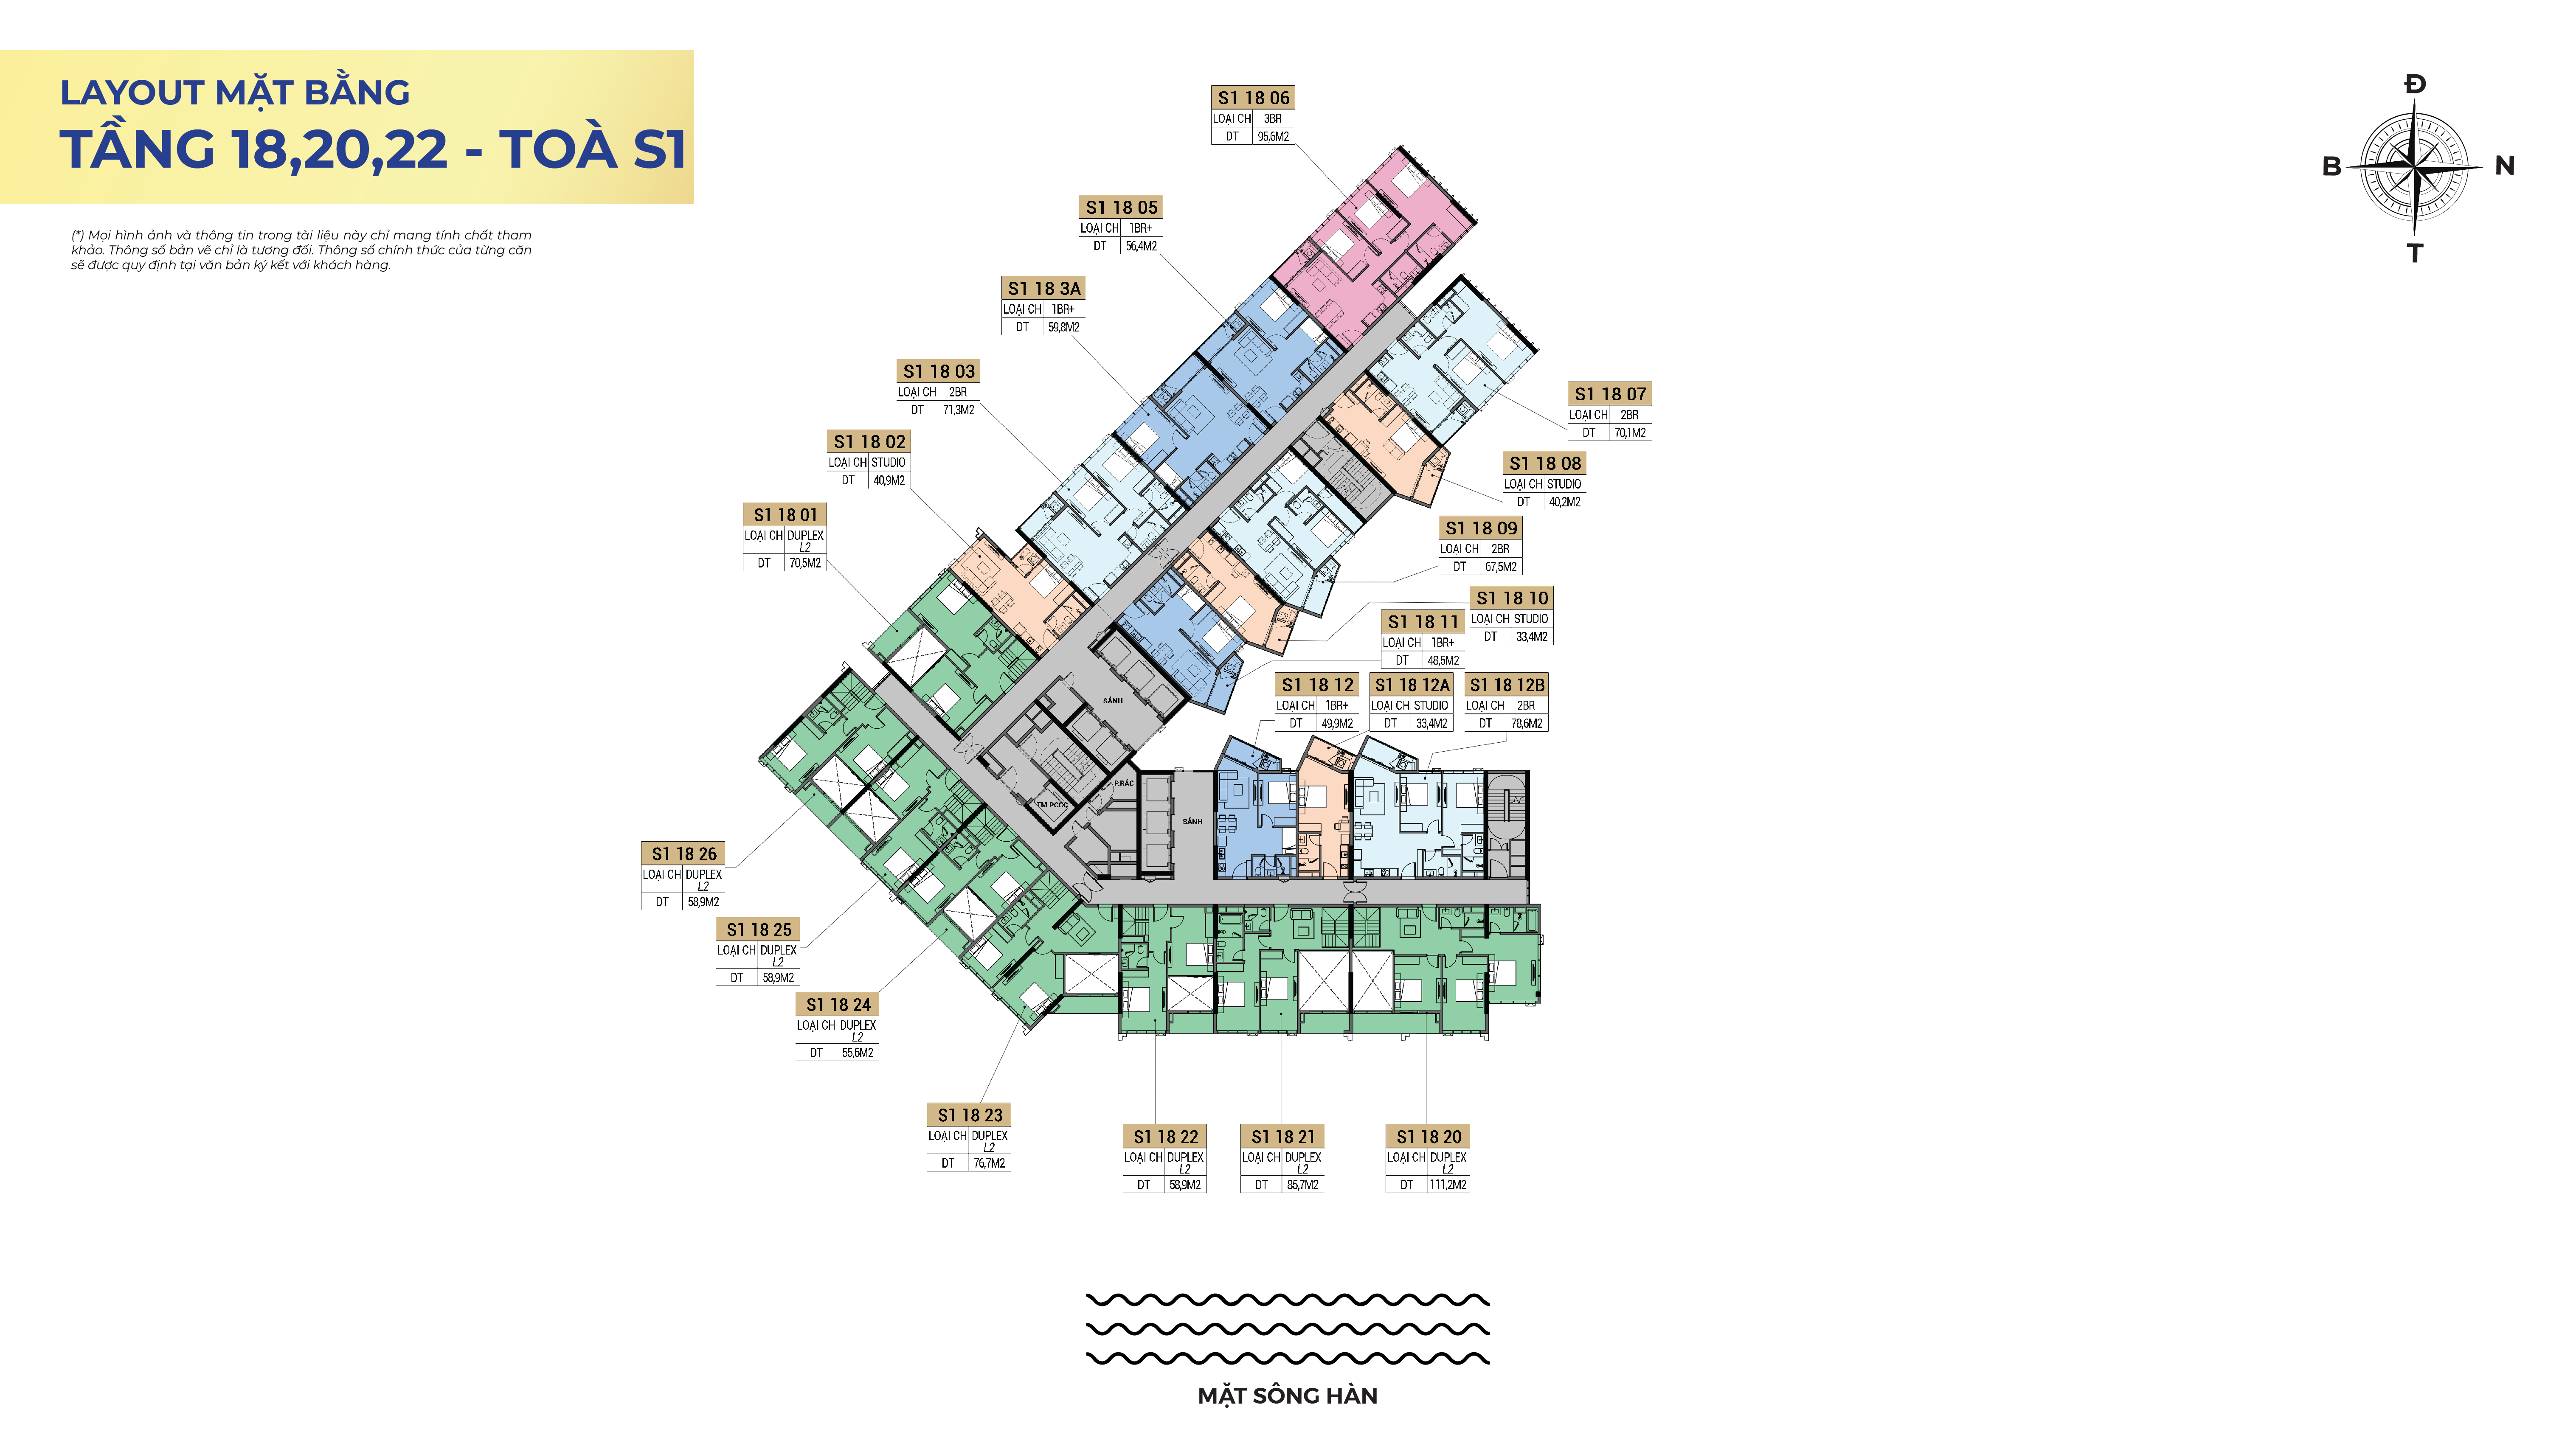 LAYOUT MẶT BẰNG
TẦNG 18,20,22 - TOÀ S1
(*) Mọi hình ảnh và thông tin trong tài liệu này chỉ mang tính chất tham
khảo. Thông số bản vẽ chỉ là tương đối. Thông số chính thức của từng căn
sẽ được quy định tại văn bản ký kết với khách hàng.
Đ
B
N
T
S1 18 06
LOẠI CH 3BR
DT 95,6M2
S1 18 05
LOẠI CH 1BR+
DT 56,4M2
S1 18 3A
LOẠI CH 1BR+
DT 59,8M2
S1 18 03
LOẠI CH 2BR
DT 71,3M2
S1 18 02
LOẠI CH STUDIO
DT 40,9M2
S1 18 01
LOẠI CH DUPLEX
L2
DT 70,5M2
S1 18 07
LOẠI CH 2BR
DT 70,1M2
S1 18 08
LOẠI CH STUDIO
DT 40,2M2
S1 18 09
LOẠI CH 2BR
DT 67,5M2
S1 18 10
LOẠI CH STUDIO
DT 33,4M2
S1 18 11
LOẠI CH 1BR+
DT 48,5M2
S1 18 12
LOẠI CH 1BR+
DT 49,9M2
S1 18 12A
LOẠI CH STUDIO
DT 33,4M2
S1 18 12B
LOẠI CH 2BR
DT 78,6M2
SẢNH
P.RÁC
TM PCCC
SẢNH
S1 18 26
LOẠI CH DUPLEX
L2
DT 58,9M2
S1 18 25
LOẠI CH DUPLEX
L2
DT 58,9M2
S1 18 24
LOẠI CH DUPLEX
L2
DT 55,6M2
S1 18 23
LOẠI CH DUPLEX
L2
DT 76,7M2
S1 18 22
LOẠI CH DUPLEX
L2
DT 58,9M2
S1 18 21
LOẠI CH DUPLEX
L2
DT 85,7M2
S1 18 20
LOẠI CH DUPLEX
L2
DT 111,2M2
MẶT SÔNG HÀN